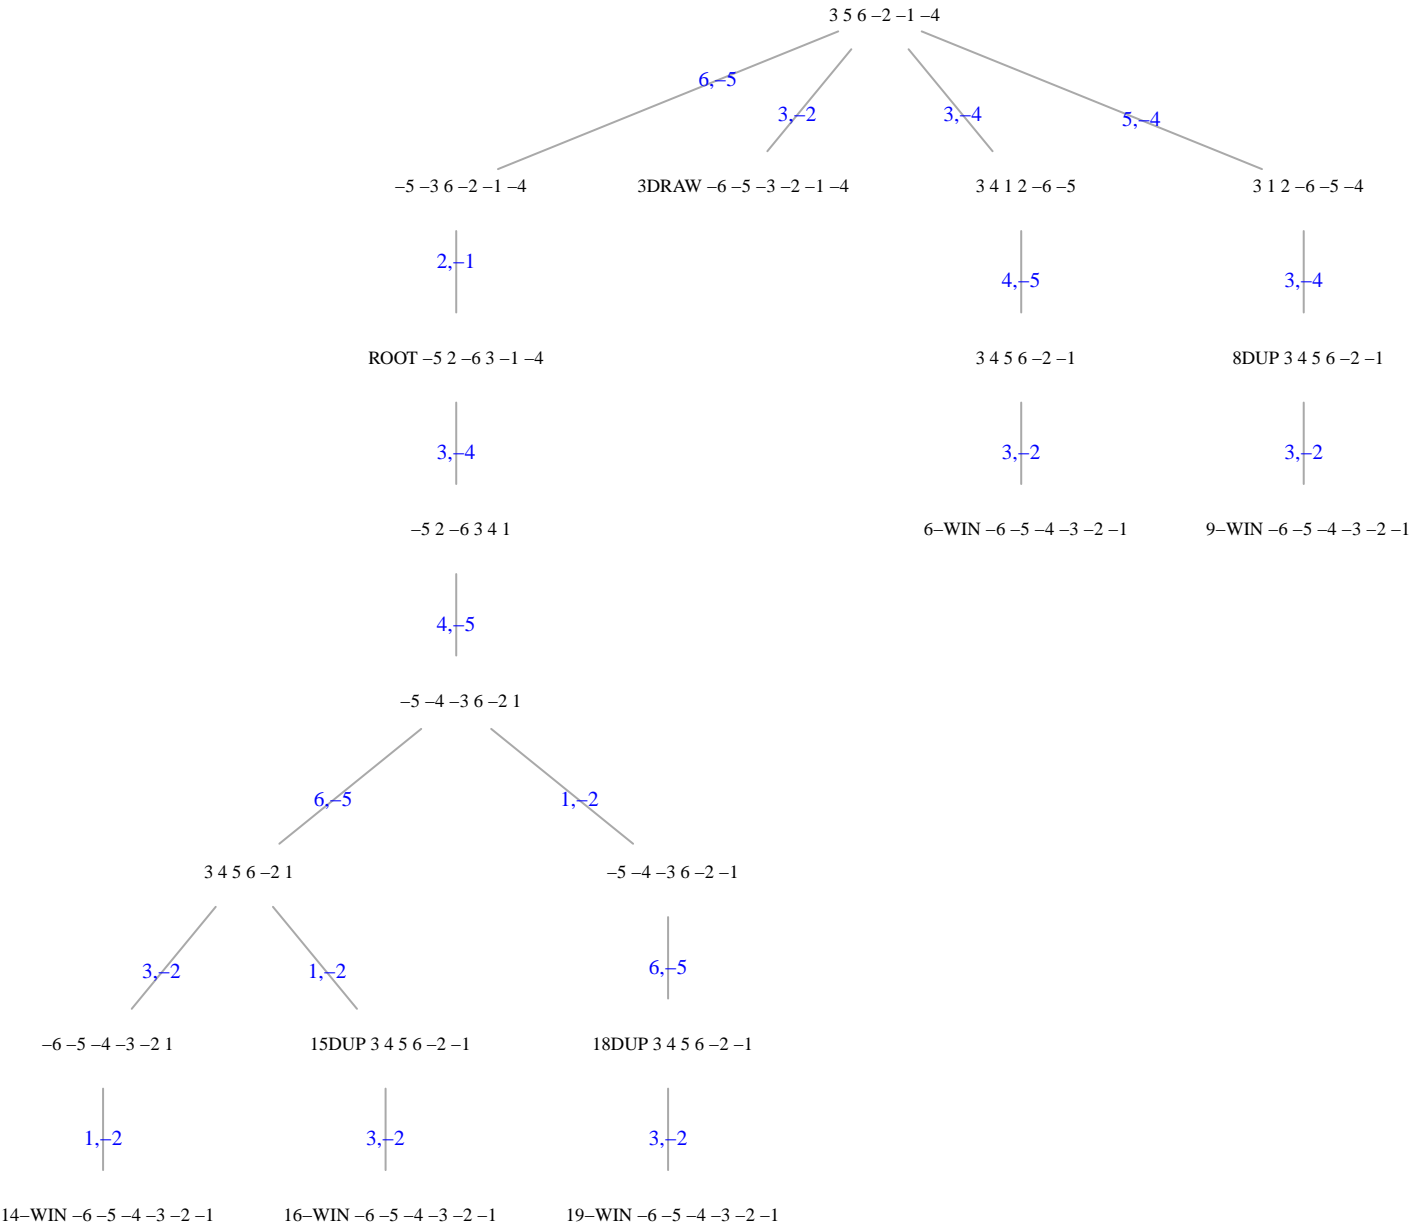 3 5 6 –2 –1 –4
6,–5
3,–2
3,–4
5,–4
–5 –3 6 –2 –1 –4
3DRAW –6 –5 –3 –2 –1 –4
3 4 1 2 –6 –5
3 1 2 –6 –5 –4
2,–1
4,–5
3,–4
ROOT –5 2 –6 3 –1 –4
3 4 5 6 –2 –1
8DUP 3 4 5 6 –2 –1
3,–4
3,–2
3,–2
–5 2 –6 3 4 1
6–WIN –6 –5 –4 –3 –2 –1
9–WIN –6 –5 –4 –3 –2 –1
4,–5
–5 –4 –3 6 –2 1
6,–5
1,–2
3 4 5 6 –2 1
–5 –4 –3 6 –2 –1
3,–2
1,–2
6,–5
–6 –5 –4 –3 –2 1
15DUP 3 4 5 6 –2 –1
18DUP 3 4 5 6 –2 –1
1,–2
3,–2
3,–2
14–WIN –6 –5 –4 –3 –2 –1
16–WIN –6 –5 –4 –3 –2 –1
19–WIN –6 –5 –4 –3 –2 –1